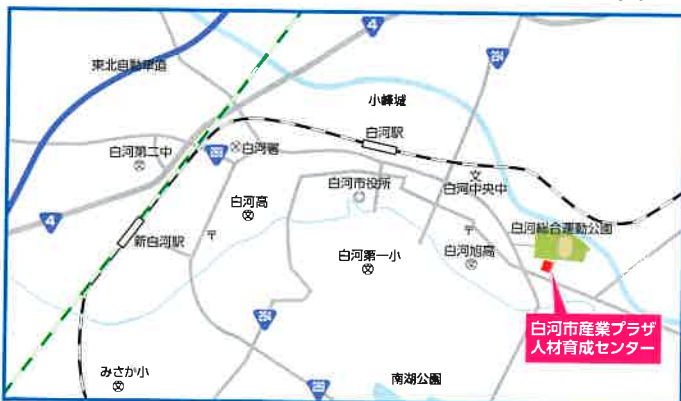 4
294
東北自動車道
小峰城
白河駅
白河第二中
289
白河署
文
白河市役所
白河中央中
白河高
4
新白河駅
〒
〒
白河総合運動公園
白河第一小
白河旭高
294
白河市産業プラザ
人材育成センター
みさか小
289
南湖公園